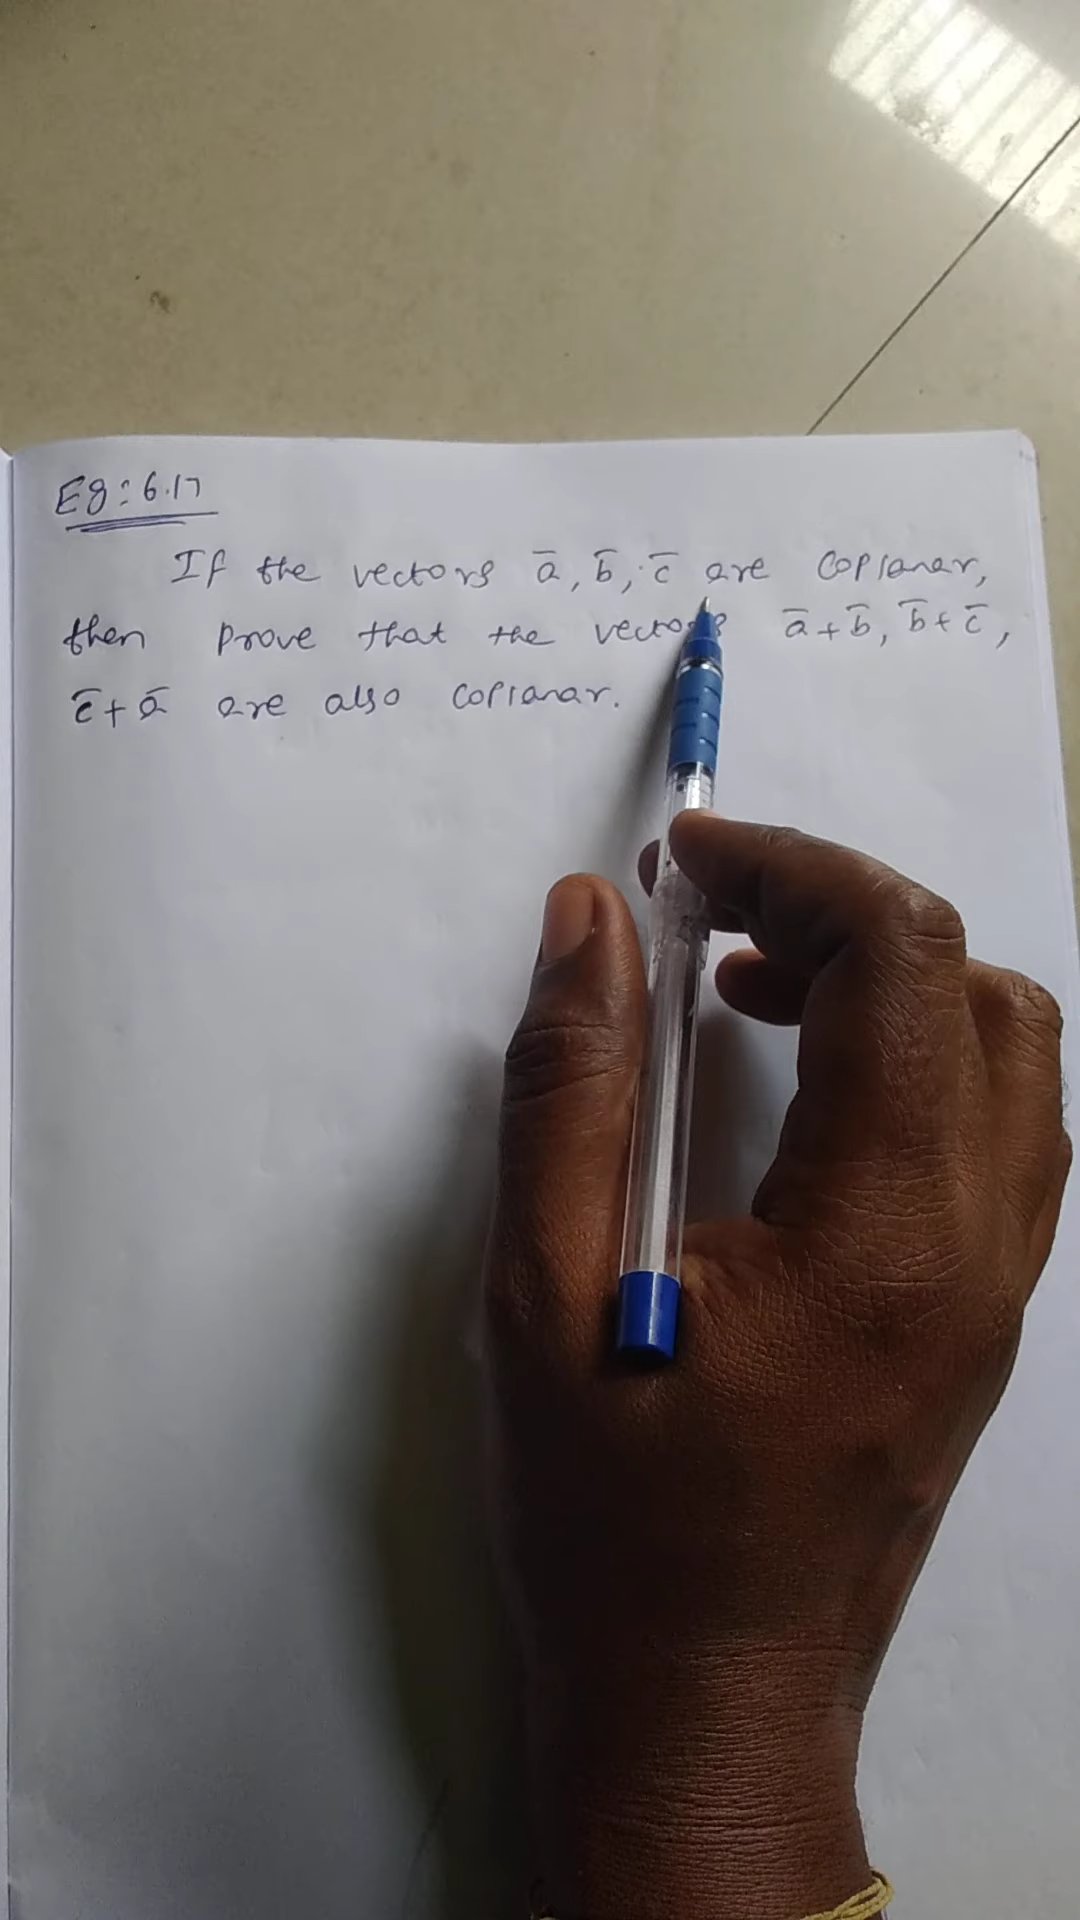 Eg: 6.17
If the vectors a̅, b̅, c̅ are coplanar,
then prove that the vectors a̅+b̅, b̅+c̅,
c̅+a̅ are also coplanar.